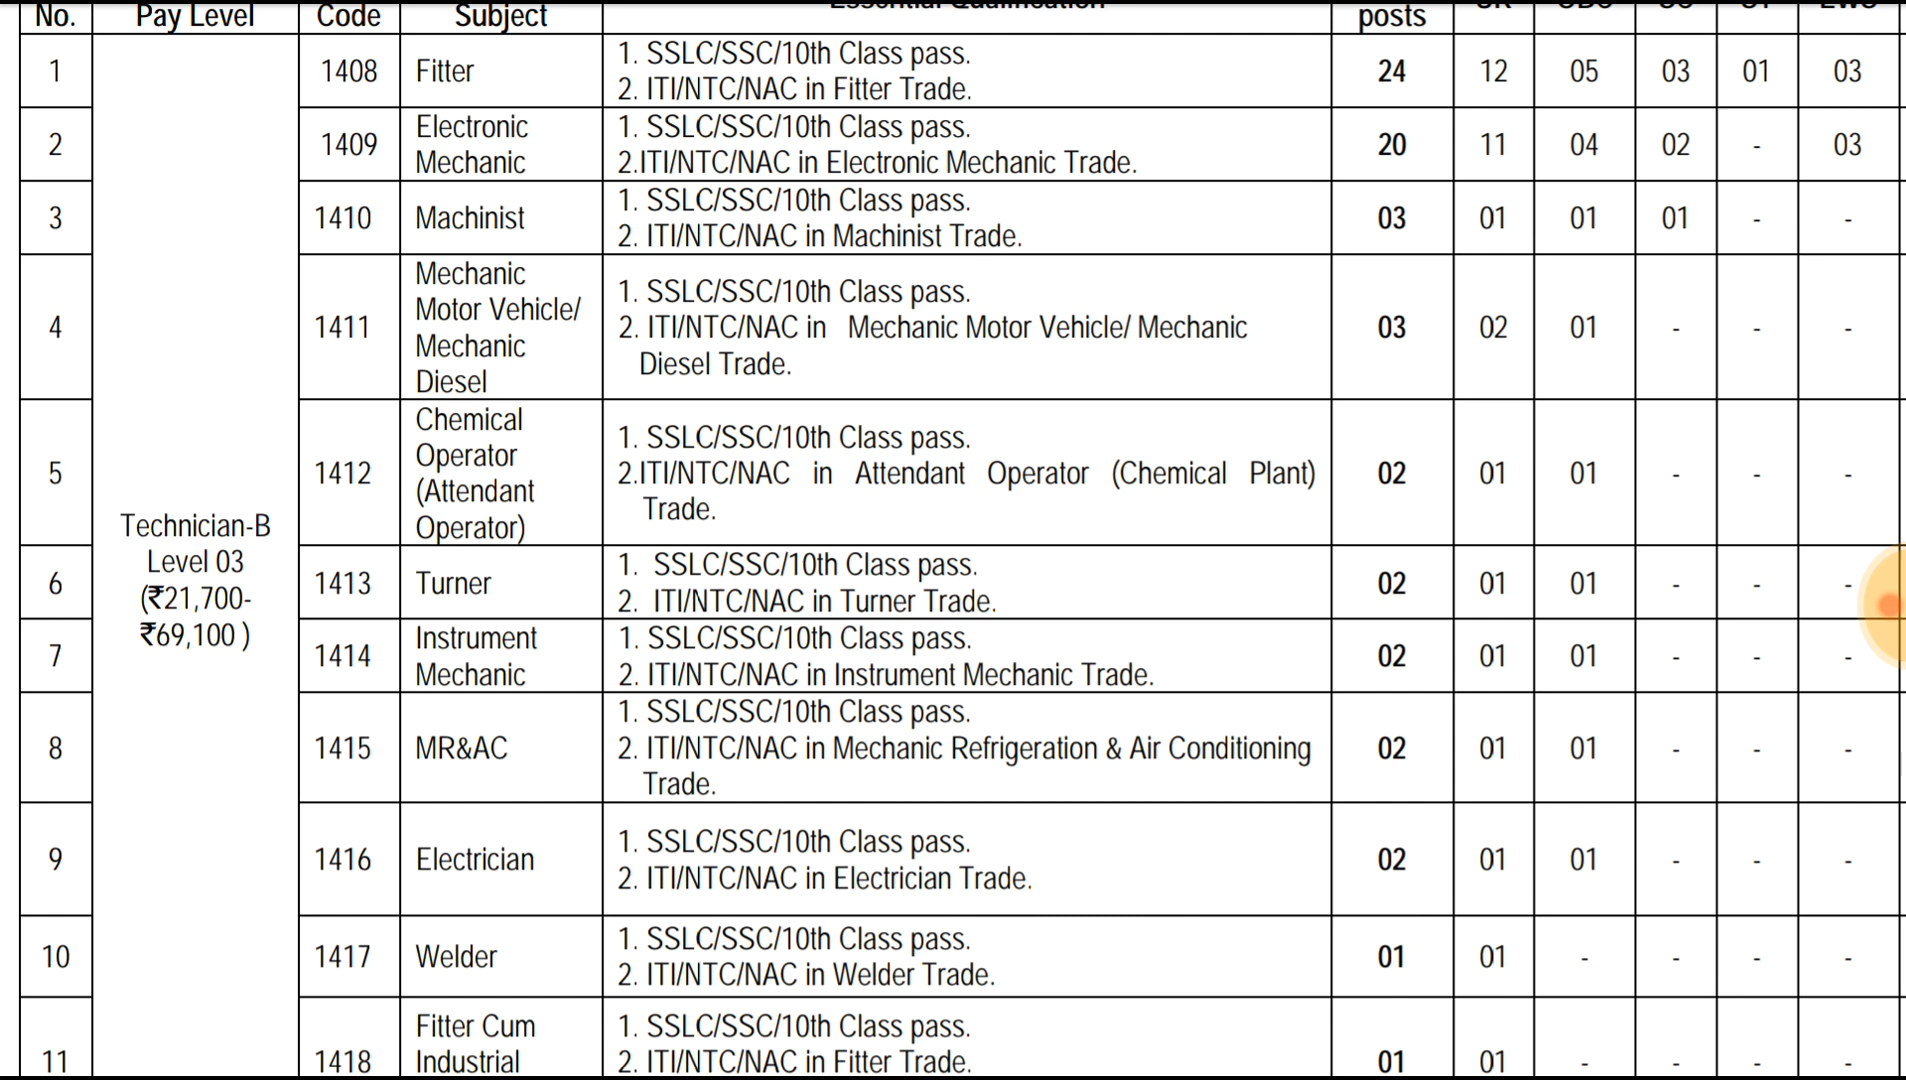 No. Pay Level Code Subject Essential Qualification posts UR OBC SC ST EWS
1 1408 Fitter 1. SSLC/SSC/10th Class pass. 24 12 05 03 01 03
2. ITI/NTC/NAC in Fitter Trade.
2 1409 Electronic Mechanic 1. SSLC/SSC/10th Class pass. 20 11 04 02 - 03
2.ITI/NTC/NAC in Electronic Mechanic Trade.
3 1410 Machinist 1. SSLC/SSC/10th Class pass. 03 01 01 01 - -
2. ITI/NTC/NAC in Machinist Trade.
4 1411 Mechanic
Motor Vehicle/
Mechanic
Diesel
1. SSLC/SSC/10th Class pass.
2. ITI/NTC/NAC in Mechanic Motor Vehicle/ Mechanic
Diesel Trade.
03 02 01 - - -
5 1412 Chemical
Operator
(Attendant
Operator)
1. SSLC/SSC/10th Class pass.
2.ITI/NTC/NAC in Attendant Operator (Chemical Plant)
Trade.
02 01 01 - - -
Technician-B
Level 03
(₹21,700-
₹69,100 )
6 1413 Turner 1. SSLC/SSC/10th Class pass. 02 01 01 - - -
2. ITI/NTC/NAC in Turner Trade.
7 1414 Instrument Mechanic 1. SSLC/SSC/10th Class pass. 02 01 01 - - -
2. ITI/NTC/NAC in Instrument Mechanic Trade.
8 1415 MR&AC 1. SSLC/SSC/10th Class pass. 02 01 01 - - -
2. ITI/NTC/NAC in Mechanic Refrigeration & Air Conditioning
Trade.
9 1416 Electrician 1. SSLC/SSC/10th Class pass. 02 01 01 - - -
2. ITI/NTC/NAC in Electrician Trade.
10 1417 Welder 1. SSLC/SSC/10th Class pass. 01 01 - - - -
2. ITI/NTC/NAC in Welder Trade.
11 1418 Fitter Cum
Industrial
1. SSLC/SSC/10th Class pass.
2. ITI/NTC/NAC in Fitter Trade.
01 01 - - - -